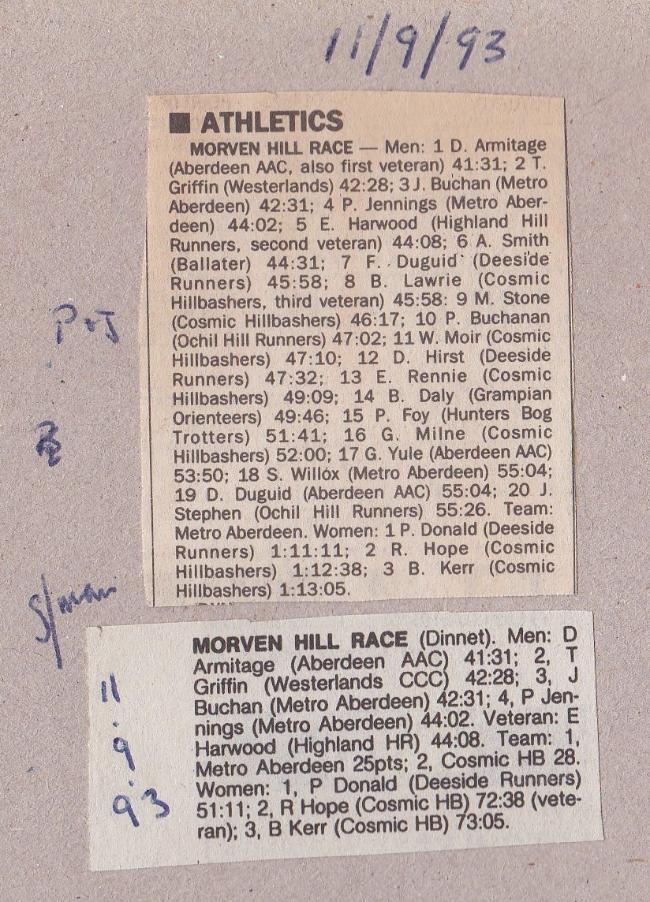 11/9/93
■ ATHLETICS
MORVEN HILL RACE — Men: 1 D. Armitage
(Aberdeen AAC, also first veteran) 41:31; 2 T.
Griffin (Westerlands) 42:28; 3 J. Buchan (Metro
Aberdeen) 42:31; 4 P. Jennings (Metro Aber-
deen) 44:02; 5 E. Harwood (Highland Hill
Runners, second veteran) 44:08; 6 A. Smith
(Ballater) 44:31; 7 F. Duguid (Deeside
Runners) 45:58; 8 B. Lawrie (Cosmic
Hillbashers, third veteran) 45:58: 9 M. Stone
(Cosmic Hillbashers) 46:17; 10 P. Buchanan
(Ochil Hill Runners) 47:02; 11 W. Moir (Cosmic
Hillbashers) 47:10; 12 D. Hirst (Deeside
Runners) 47:32; 13 E. Rennie (Cosmic
Hillbashers) 49:09; 14 B. Daly (Grampian
Orienteers) 49:46; 15 P. Foy (Hunters Bog
Trotters) 51:41; 16 G. Milne (Cosmic
Hillbashers) 52:00; 17 G. Yule (Aberdeen AAC)
53:50; 18 S. Willox (Metro Aberdeen) 55:04;
19 D. Duguid (Aberdeen AAC) 55:04; 20 J.
Stephen (Ochil Hill Runners) 55:26. Team:
Metro Aberdeen. Women: 1 P. Donald (Deeside
Runners) 1:11:11; 2 R. Hope (Cosmic
Hillbashers) 1:12:38; 3 B. Kerr (Cosmic
Hillbashers) 1:13:05.
P+J
S/man
11
9
93
MORVEN HILL RACE (Dinnet). Men: D
Armitage (Aberdeen AAC) 41:31; 2, T
Griffin (Westerlands CCC) 42:28; 3, J
Buchan (Metro Aberdeen) 42:31; 4, P Jen-
nings (Metro Aberdeen) 44:02. Veteran: E
Harwood (Highland HR) 44:08. Team: 1,
Metro Aberdeen 25pts; 2, Cosmic HB 28.
Women: 1, P Donald (Deeside Runners)
51:11; 2, R Hope (Cosmic HB) 72:38 (vete-
ran); 3, B Kerr (Cosmic HB) 73:05.